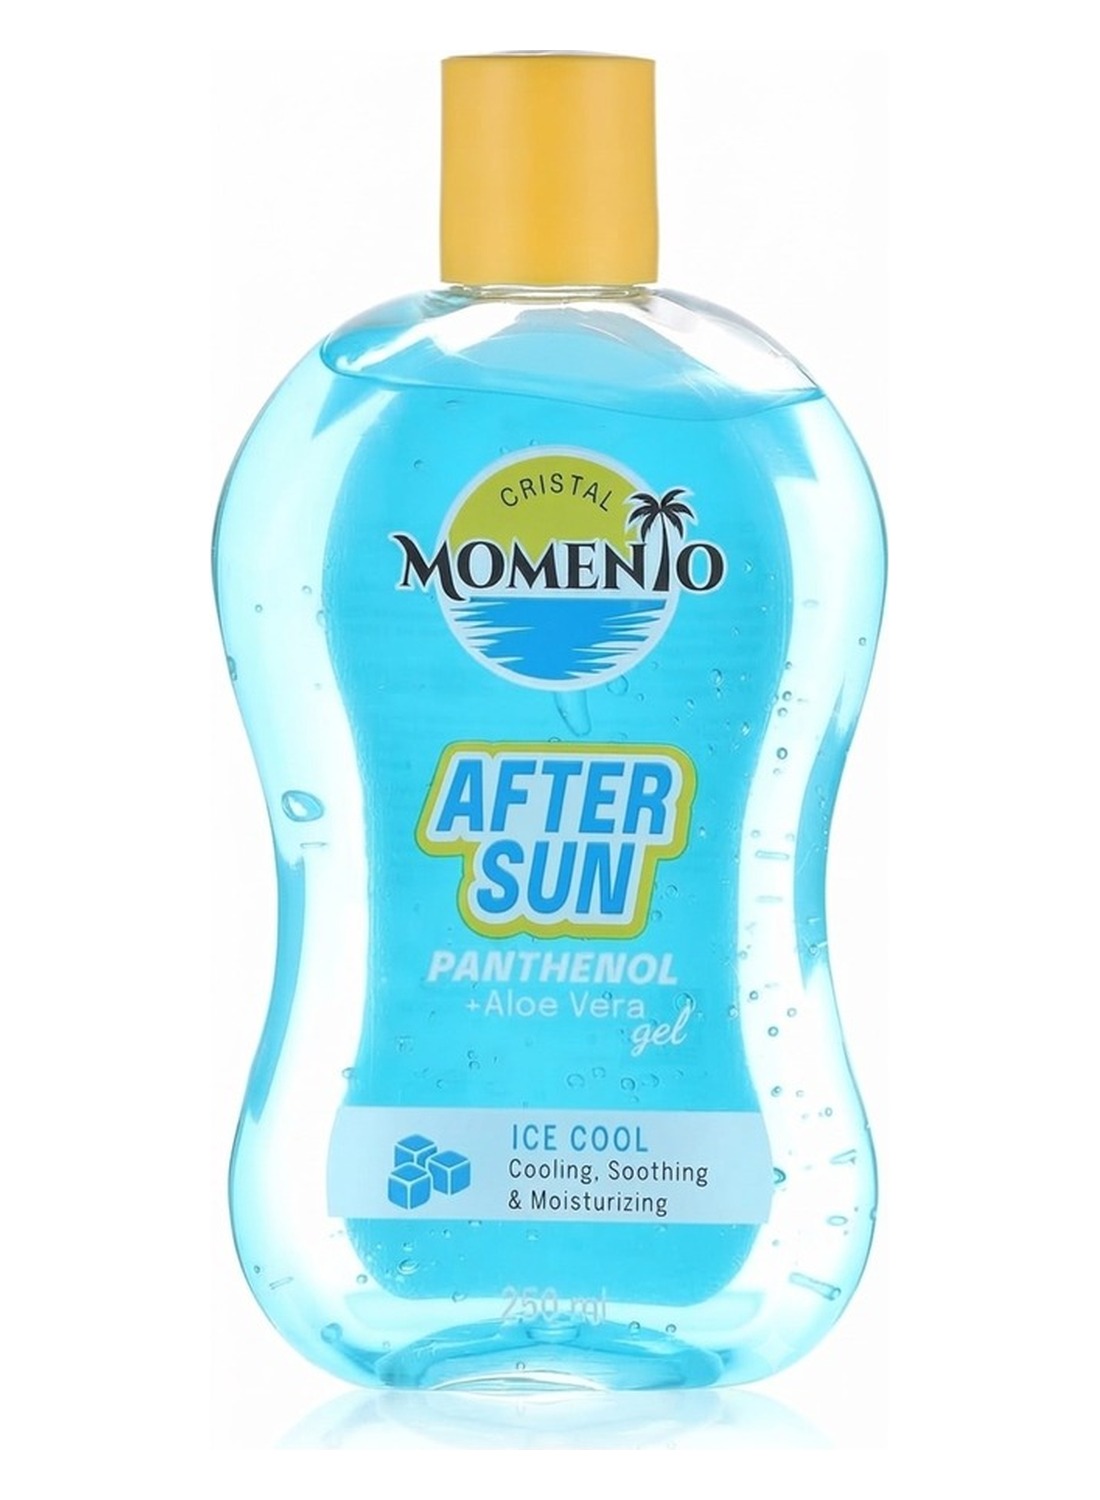 CRISTAL
MOMENTO
AFTER
SUN
PANTHENOL
+Aloe Vera
gel
ICE COOL
Cooling, Soothing
& Moisturizing
250 ml